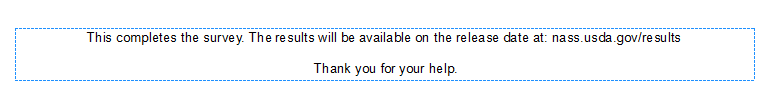 This completes the survey. The results will be available on the release date at: nass.usda.gov/results
Thank you for your help.